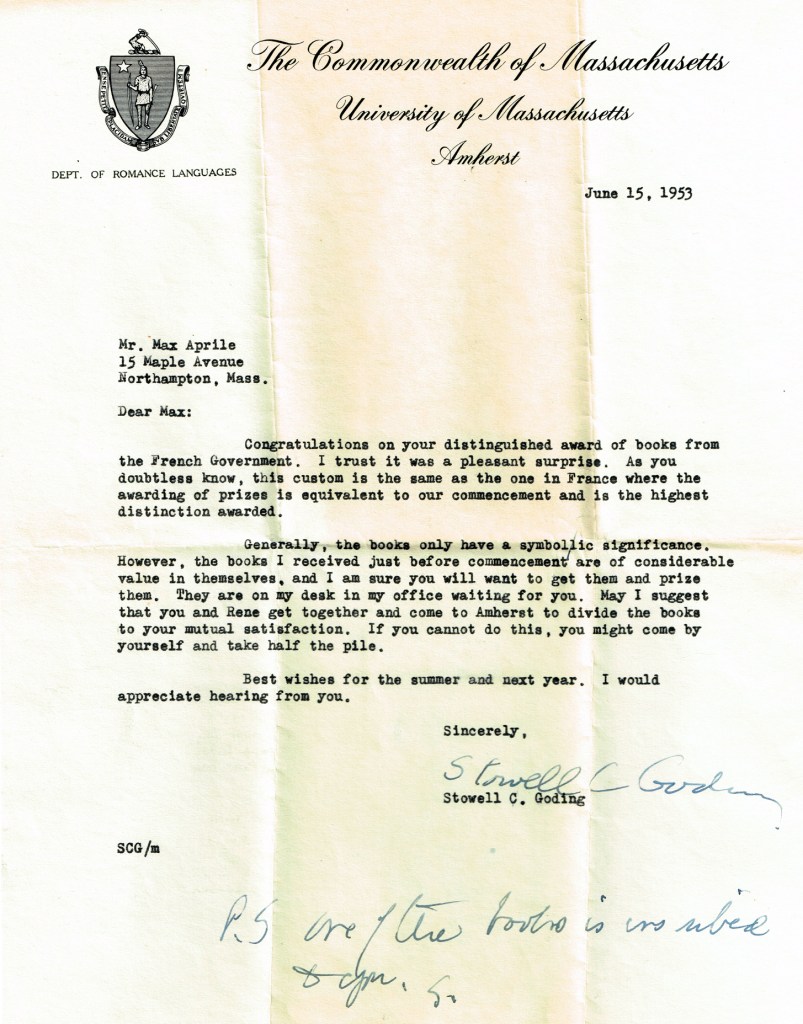 The Commonwealth of Massachusetts
University of Massachusetts
Amherst
DEPT. OF ROMANCE LANGUAGES
June 15, 1953
Mr. Max Aprile
15 Maple Avenue
Northampton, Mass.
Dear Max:
Congratulations on your distinguished award of books from
the French Government. I trust it was a pleasant surprise. As you
doubtless know, this custom is the same as the one in France where the
awarding of prizes is equivalent to our commencement and is the highest
distinction awarded.
Generally, the books only have a symbollic significance.
However, the books I received just before commencement are of considerable
value in themselves, and I am sure you will want to get them and prize
them. They are on my desk in my office waiting for you. May I suggest
that you and Rene get together and come to Amherst to divide the books
to your mutual satisfaction. If you cannot do this, you might come by
yourself and take half the pile.
Best wishes for the summer and next year. I would
appreciate hearing from you.
Sincerely,
Stowell C Goding
Stowell C. Goding
SCG/m
P.S one of the books is inscribed
to you. G.